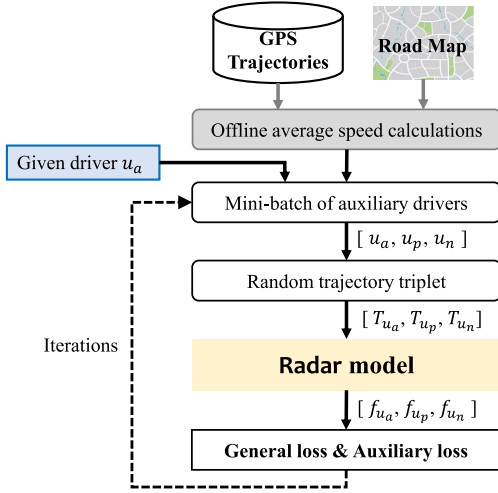 GPS
Trajectories
Road Map
Offline average speed calculations
Given driver u_a
Mini-batch of auxiliary drivers
[ u_a, u_p, u_n ]
Random trajectory triplet
[ T_{u_a}, T_{u_p}, T_{u_n}]
Iterations
Radar model
[ f_{u_a}, f_{u_p}, f_{u_n} ]
General loss & Auxiliary loss